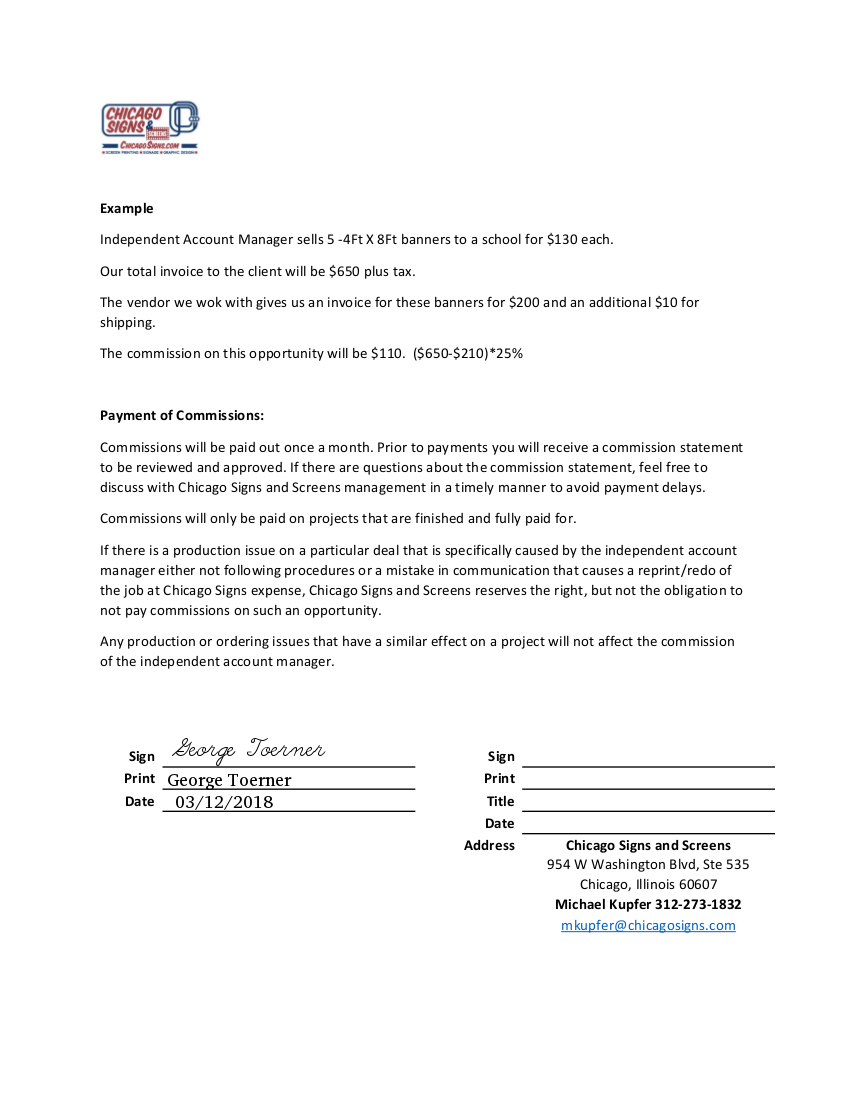 CHICAGO
SIGNS &
SCREENS
CHICAGOSIGNS.COM
SCREEN PRINTING SIGNAGE GRAPHIC DESIGN
Example
Independent Account Manager sells 5 -4Ft X 8Ft banners to a school for $130 each.
Our total invoice to the client will be $650 plus tax.
The vendor we wok with gives us an invoice for these banners for $200 and an additional $10 for
shipping.
The commission on this opportunity will be $110.  ($650-$210)*25%
Payment of Commissions:
Commissions will be paid out once a month. Prior to payments you will receive a commission statement
to be reviewed and approved. If there are questions about the commission statement, feel free to
discuss with Chicago Signs and Screens management in a timely manner to avoid payment delays.
Commissions will only be paid on projects that are finished and fully paid for.
If there is a production issue on a particular deal that is specifically caused by the independent account
manager either not following procedures or a mistake in communication that causes a reprint/redo of
the job at Chicago Signs expense, Chicago Signs and Screens reserves the right, but not the obligation to
not pay commissions on such an opportunity.
Any production or ordering issues that have a similar effect on a project will not affect the commission
of the independent account manager.
Sign George Toerner
Print George Toerner
Date 03/12/2018
Sign
Print
Title
Date
Address Chicago Signs and Screens
954 W Washington Blvd, Ste 535
Chicago, Illinois 60607
Michael Kupfer 312-273-1832
mkupfer@chicagosigns.com